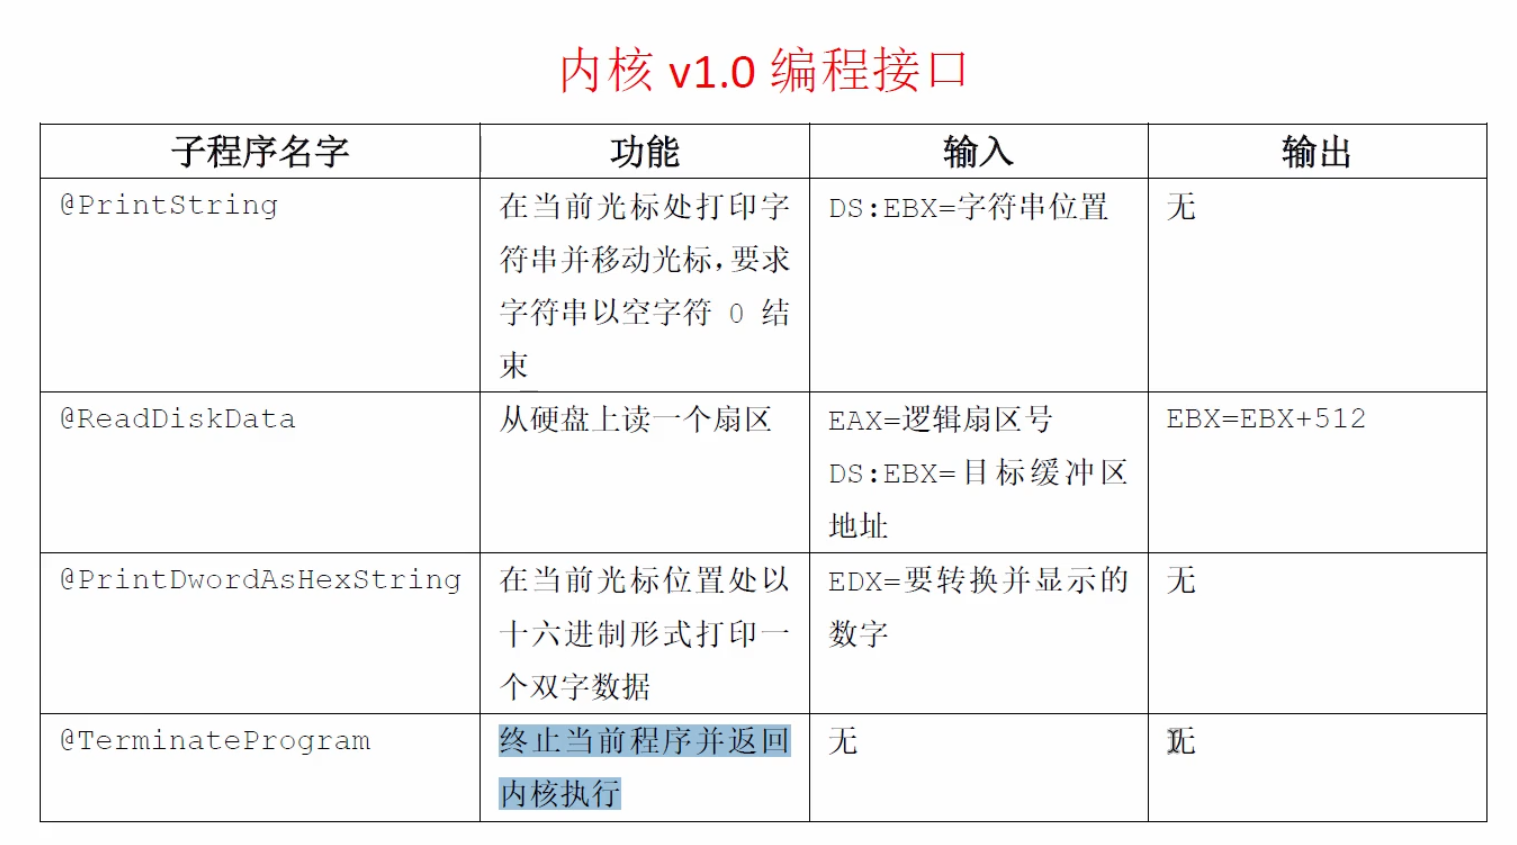 内核 v1.0 编程接口
子程序名字 功能 输入 输出
@PrintString
在当前光标处打印字
符串并移动光标,要求
字符串以空字符 0 结
束
DS:EBX=字符串位置
无
@ReadDiskData
从硬盘上读一个扇区
EAX=逻辑扇区号
DS:EBX=目标缓冲区
地址
EBX=EBX+512
@PrintDwordAsHexString
在当前光标位置处以
十六进制形式打印一
个双字数据
EDX=要转换并显示的
数字
无
@TerminateProgram
终止当前程序并返回
内核执行
无
无